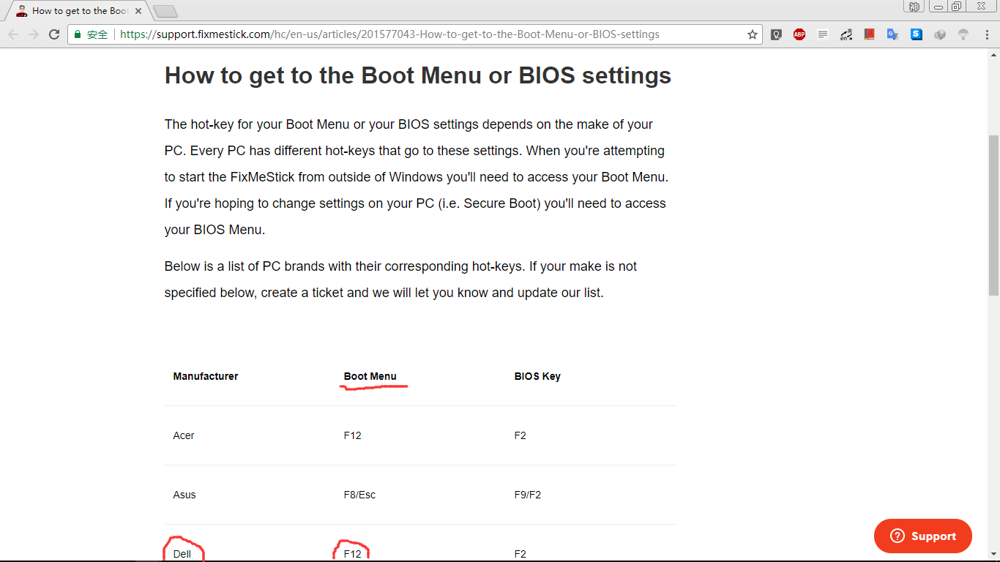 How to get to the Boot
安全
https://support.fixmestick.com/hc/en-us/articles/201577043-How-to-get-to-the-Boot-Menu-or-BIOS-settings
ABP
en
S
How to get to the Boot Menu or BIOS settings
The hot-key for your Boot Menu or your BIOS settings depends on the make of your
PC. Every PC has different hot-keys that go to these settings. When you're attempting
to start the FixMeStick from outside of Windows you'll need to access your Boot Menu.
If you're hoping to change settings on your PC (i.e. Secure Boot) you'll need to access
your BIOS Menu.
Below is a list of PC brands with their corresponding hot-keys. If your make is not
specified below, create a ticket and we will let you know and update our list.
Manufacturer Boot Menu BIOS Key
Acer F12 F2
Asus F8/Esc F9/F2
Dell F12 F2
Support